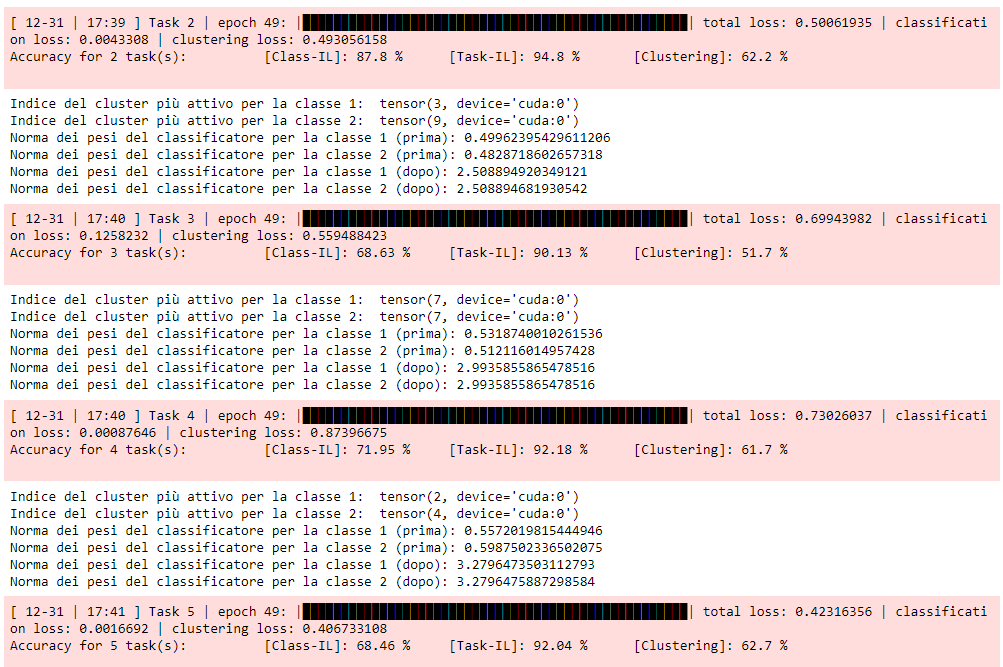 [ 12-31 | 17:39 ] Task 2 | epoch 49: | | total loss: 0.50061935 | classificati
on loss: 0.0043308 | clustering loss: 0.493056158
Accuracy for 2 task(s): [Class-IL]: 87.8 % [Task-IL]: 94.8 % [Clustering]: 62.2 %
Indice del cluster più attivo per la classe 1: tensor(3, device='cuda:0')
Indice del cluster più attivo per la classe 2: tensor(9, device='cuda:0')
Norma dei pesi del classificatore per la classe 1 (prima): 0.49962395429611206
Norma dei pesi del classificatore per la classe 2 (prima): 0.4828718602657318
Norma dei pesi del classificatore per la classe 1 (dopo): 2.508894920349121
Norma dei pesi del classificatore per la classe 2 (dopo): 2.508894681930542
[ 12-31 | 17:40 ] Task 3 | epoch 49: | | total loss: 0.69943982 | classificati
on loss: 0.1258232 | clustering loss: 0.559488423
Accuracy for 3 task(s): [Class-IL]: 68.63 % [Task-IL]: 90.13 % [Clustering]: 51.7 %
Indice del cluster più attivo per la classe 1: tensor(7, device='cuda:0')
Indice del cluster più attivo per la classe 2: tensor(7, device='cuda:0')
Norma dei pesi del classificatore per la classe 1 (prima): 0.5318740010261536
Norma dei pesi del classificatore per la classe 2 (prima): 0.512116014957428
Norma dei pesi del classificatore per la classe 1 (dopo): 2.9935855865478516
Norma dei pesi del classificatore per la classe 2 (dopo): 2.9935855865478516
[ 12-31 | 17:40 ] Task 4 | epoch 49: | | total loss: 0.73026037 | classificati
on loss: 0.00087646 | clustering loss: 0.87396675
Accuracy for 4 task(s): [Class-IL]: 71.95 % [Task-IL]: 92.18 % [Clustering]: 61.7 %
Indice del cluster più attivo per la classe 1: tensor(2, device='cuda:0')
Indice del cluster più attivo per la classe 2: tensor(4, device='cuda:0')
Norma dei pesi del classificatore per la classe 1 (prima): 0.5572019815444946
Norma dei pesi del classificatore per la classe 2 (prima): 0.5987502336502075
Norma dei pesi del classificatore per la classe 1 (dopo): 3.2796473503112793
Norma dei pesi del classificatore per la classe 2 (dopo): 3.2796475887298584
[ 12-31 | 17:41 ] Task 5 | epoch 49: | | total loss: 0.42316356 | classificati
on loss: 0.0016692 | clustering loss: 0.406733108
Accuracy for 5 task(s): [Class-IL]: 68.46 % [Task-IL]: 92.04 % [Clustering]: 62.7 %